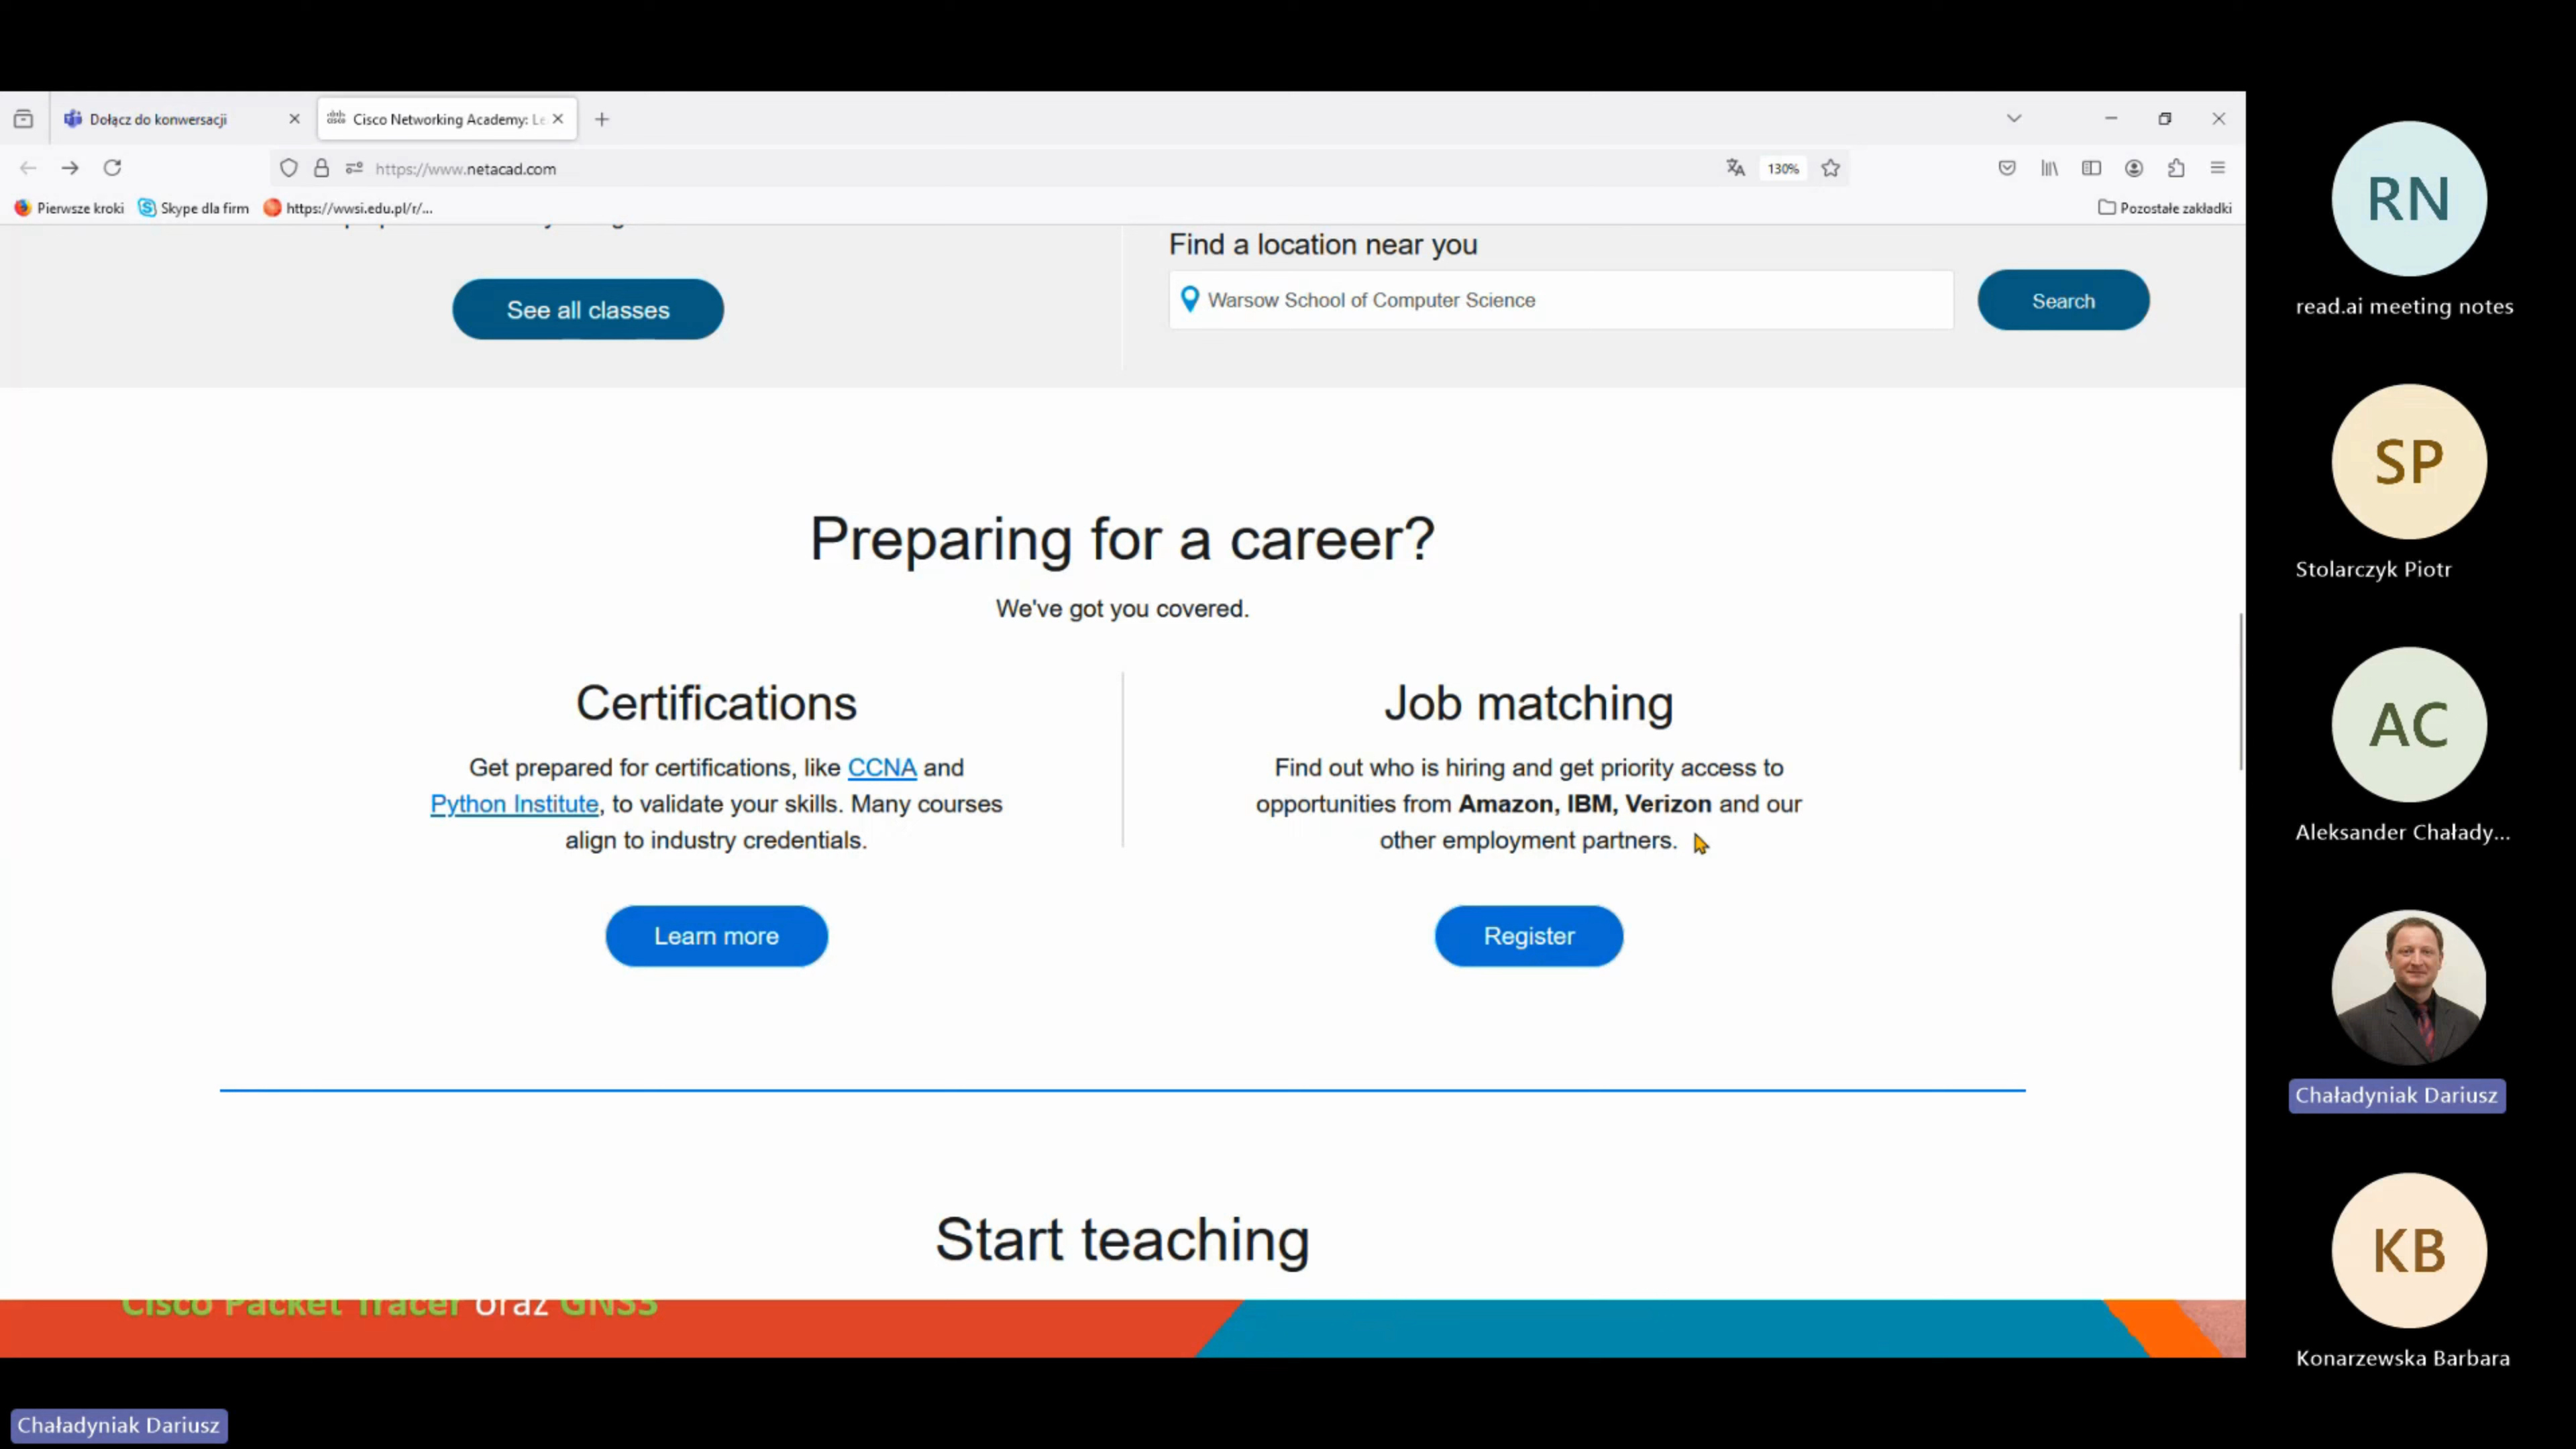 Dołącz do konwersacji
Cisco Networking Academy: Le
https://www.netacad.com
130%
Pierwsze kroki
Skype dla firm
https://wwsi.edu.pl/r/...
Pozostałe zakładki
See all classes
Find a location near you
Warsow School of Computer Science
Search
Preparing for a career?
We've got you covered.
Certifications
Get prepared for certifications, like CCNA and
Python Institute, to validate your skills. Many courses
align to industry credentials.
Learn more
Job matching
Find out who is hiring and get priority access to
opportunities from Amazon, IBM, Verizon and our
other employment partners.
Register
Start teaching
Cisco Packet Tracer oraz GNS3
Chaładyniak Dariusz
RN
read.ai meeting notes
SP
Stolarczyk Piotr
AC
Aleksander Chałady...
Chaładyniak Dariusz
KB
Konarzewska Barbara